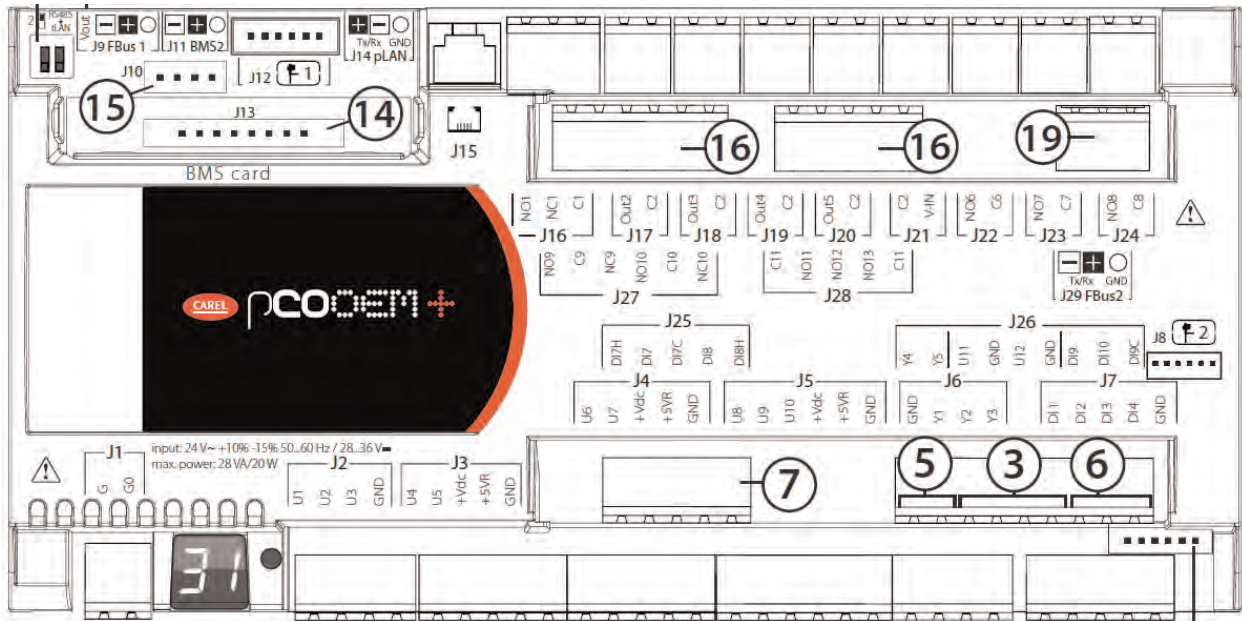 2 RS485
+
tLAN
Vout
J9 FBus 1
J11 BMS2
J12
1
Tx/Rx GND
J14 pLAN
J10
15
J13
14
J15
BMS card
16
16
19
NO1 NC1 C1
J16
Out2 C2
J17
Out3 C2
J18
Out4 C2
J19
Out5 C2
J20
C2 V-IN
J21
NO6 C6
J22
NO7 C7
J23
NO8 C8
J24
NO9 C9 NC9 NO10 C10 NC10
J27
C11 NO11 NO12 NO13 C11
J28
Tx/Rx GND
J29 FBus2
CAREL
pCOOEM+
J25
DI7H DI7 DI7C DI8 DI8H
J26
Y4 Y5 U11 GND U12 GND DI9 DI10 DI9C
J8
2
J4
U6 U7 +Vdc +5VR GND
J5
U8 U9 U10 +Vdc +5VR GND
J6
GND Y1 Y2 Y3
J7
DI1 DI2 DI3 DI4 GND
J1
G G0
input: 24 V~ +10% -15% 50...60 Hz / 28...36 V
max. power: 28 VA/20 W
J2
U1 U2 U3 GND
J3
U4 U5 +Vdc +5VR GND
7
5
3
6
31